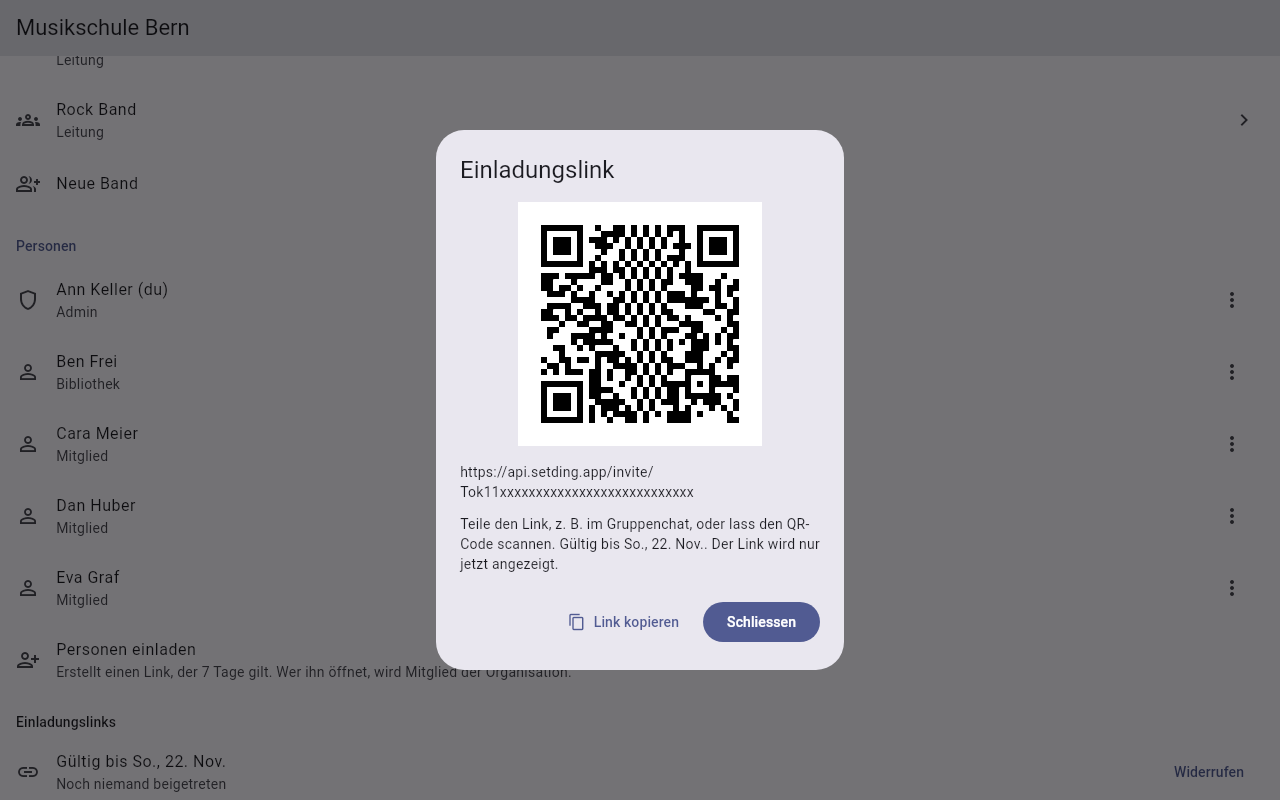 Musikschule Bern
Leitung
Rock Band
Leitung
Neue Band
Personen
Ann Keller (du)
Admin
Ben Frei
Bibliothek
Cara Meier
Mitglied
Dan Huber
Mitglied
Eva Graf
Mitglied
Personen einladen
Erstellt einen Link, der 7 Tage gilt. Wer ihn öffnet, wird Mitglied der Organisation.
Einladungslinks
Gültig bis So., 22. Nov.
Noch niemand beigetreten
Widerrufen
Einladungslink
https://api.setding.app/invite/
Tok11xxxxxxxxxxxxxxxxxxxxxxxxxxx
Teile den Link, z. B. im Gruppenchat, oder lass den QR-
Code scannen. Gültig bis So., 22. Nov.. Der Link wird nur
jetzt angezeigt.
Link kopieren
Schliessen